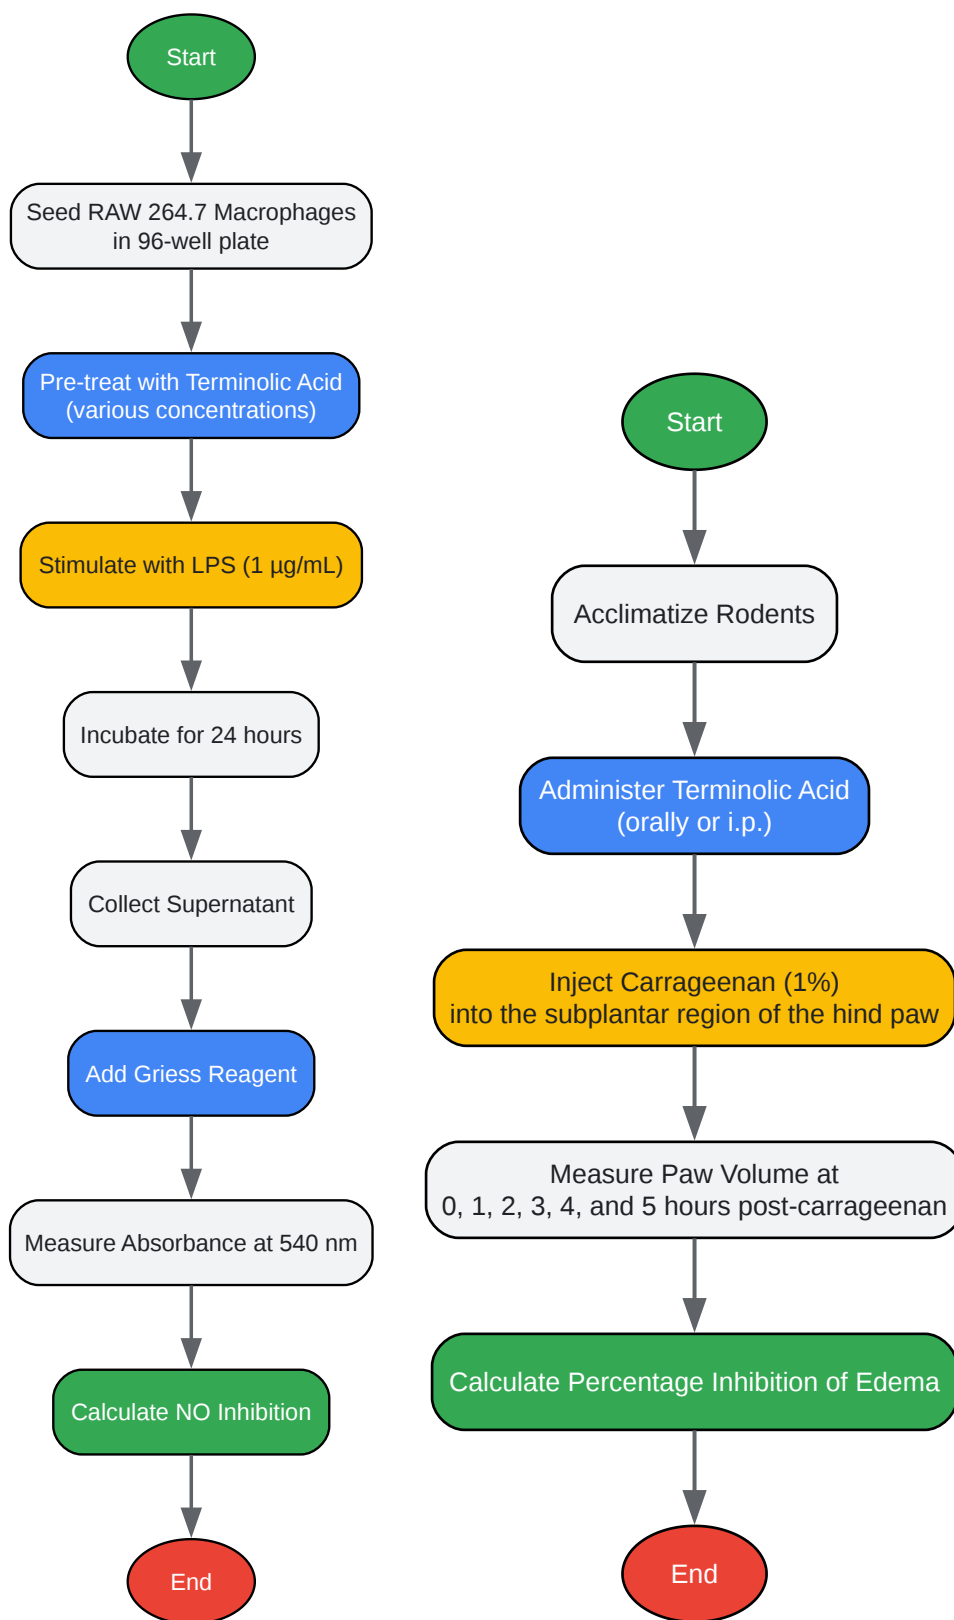 Start
Seed RAW 264.7 Macrophages
in 96-well plate
Pre-treat with Terminolic Acid
(various concentrations)
Stimulate with LPS (1 µg/mL)
Incubate for 24 hours
Collect Supernatant
Add Griess Reagent
Measure Absorbance at 540 nm
Calculate NO Inhibition
End
Start
Acclimatize Rodents
Administer Terminolic Acid
(orally or i.p.)
Inject Carrageenan (1%)
into the subplantar region of the hind paw
Measure Paw Volume at
0, 1, 2, 3, 4, and 5 hours post-carrageenan
Calculate Percentage Inhibition of Edema
End